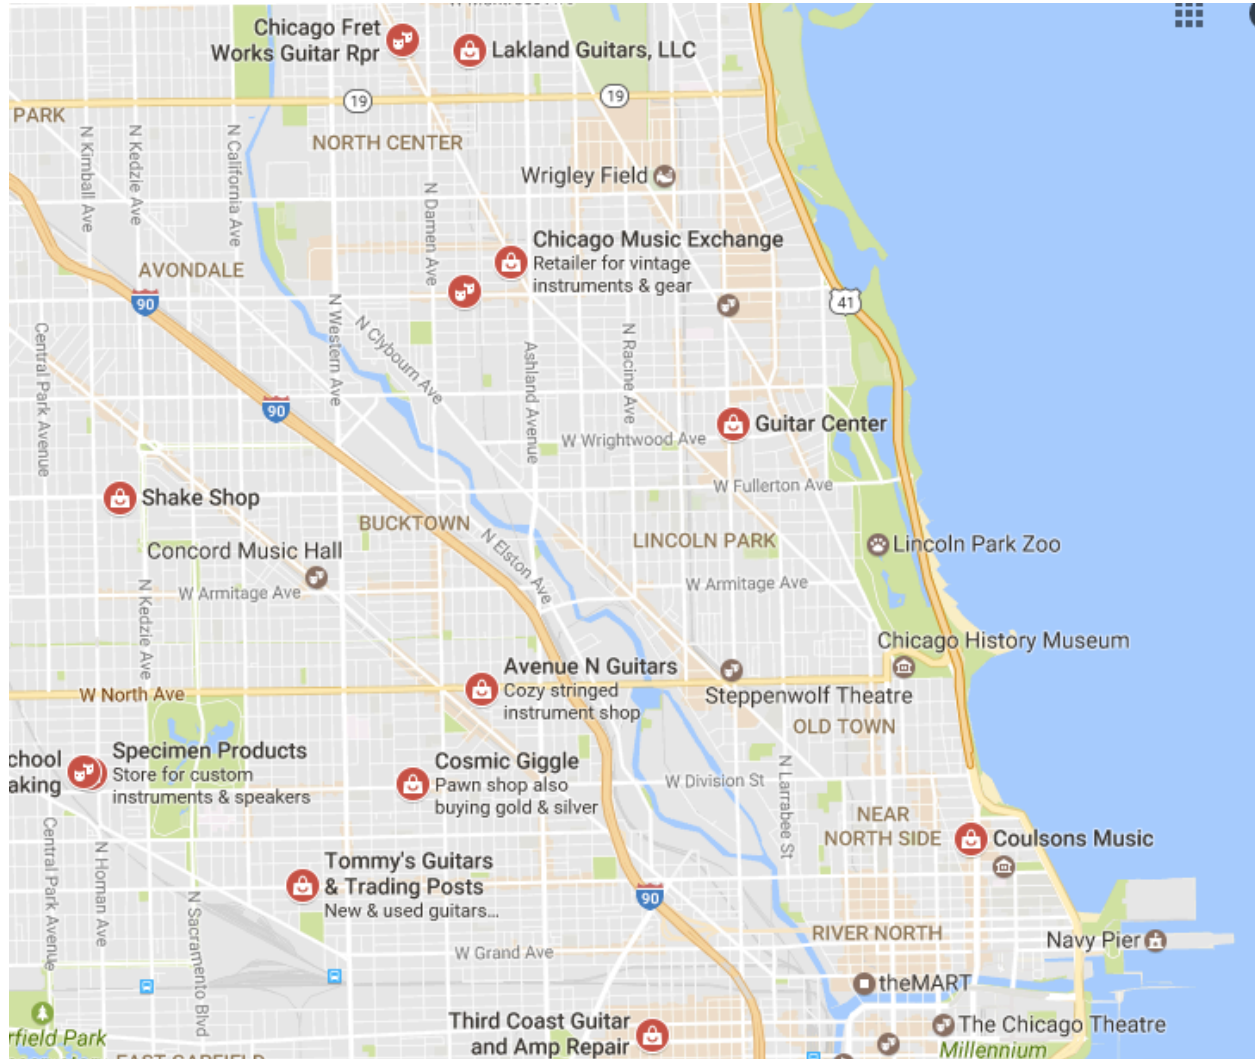 W Montrose Ave
Chicago Fret
Works Guitar Rpr
Lakland Guitars, LLC
19
19
PARK
NORTH CENTER
N Kimball Ave
N Kedzie Ave
N California Ave
Wrigley Field
N Damen Ave
Chicago Music Exchange
Retailer for vintage
instruments & gear
AVONDALE
90
41
N Western Ave
N Clybourn Ave
Central Park Avenue
Ashland Avenue
N Racine Ave
90
Guitar Center
W Wrightwood Ave
W Fullerton Ave
Shake Shop
BUCKTOWN
N Elston Ave
LINCOLN PARK
Lincoln Park Zoo
Concord Music Hall
W Armitage Ave
W Armitage Ave
N Kedzie Ave
Chicago History Museum
Avenue N Guitars
Cozy stringed
instrument shop
Steppenwolf Theatre
W North Ave
OLD TOWN
chool
aking
Specimen Products
Store for custom
instruments & speakers
Cosmic Giggle
Pawn shop also
buying gold & silver
W Division St
N Larrabee St
NEAR
NORTH SIDE
Coulsons Music
Central Park Avenue
N Homan Ave
N Sacramento Blvd
Tommy's Guitars
& Trading Posts
New & used guitars...
90
W Grand Ave
RIVER NORTH
Navy Pier
theMART
rfield Park
Third Coast Guitar
and Amp Repair
The Chicago Theatre
Millennium
EAST GARFIELD